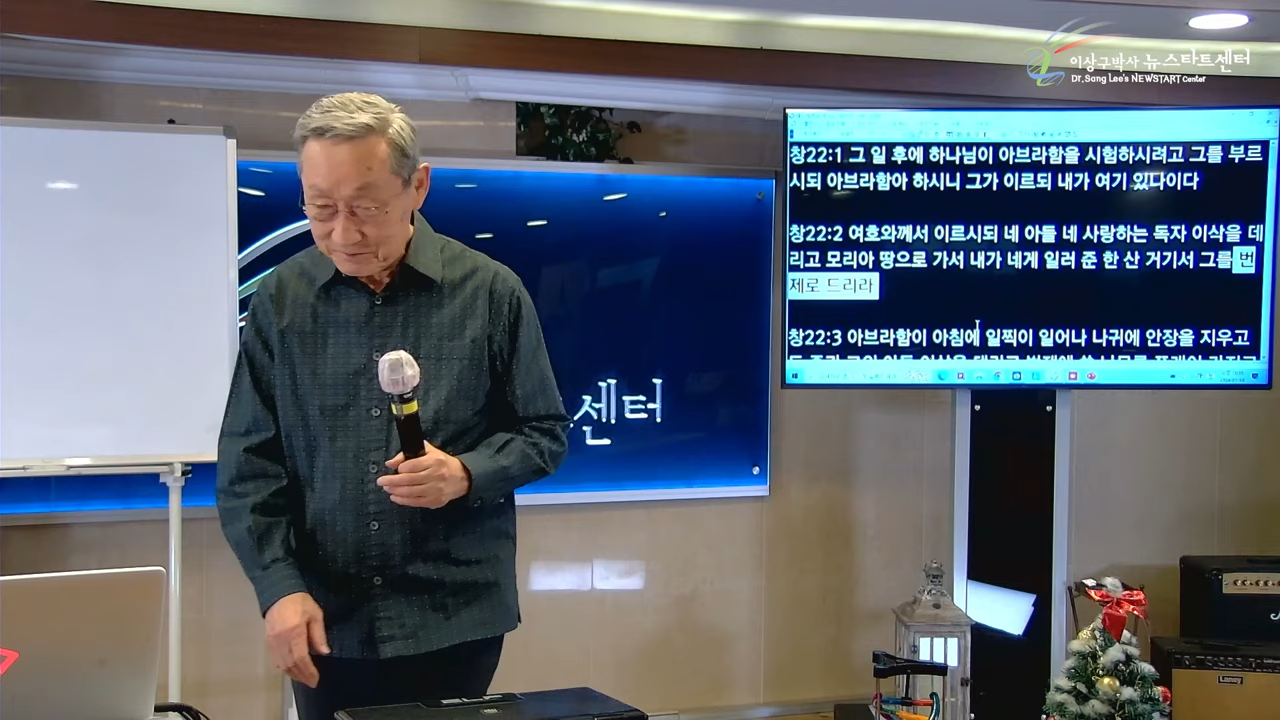 이상구박사 뉴스타트센터
Dr.Sang Lee's NEWSTART Center
창22:1 그 일 후에 하나님이 아브라함을 시험하시려고 그를 부르
시되 아브라함아 하시니 그가 이르되 내가 여기 있나이다
창22:2 여호와께서 이르시되 네 아들 네 사랑하는 독자 이삭을 데
리고 모리아 땅으로 가서 내가 네게 일러 준 한 산 거기서 그를 번
제로 드리라
창22:3 아브라함이 아침에 일찍이 일어나 나귀에 안장을 지우고
센터
Laney